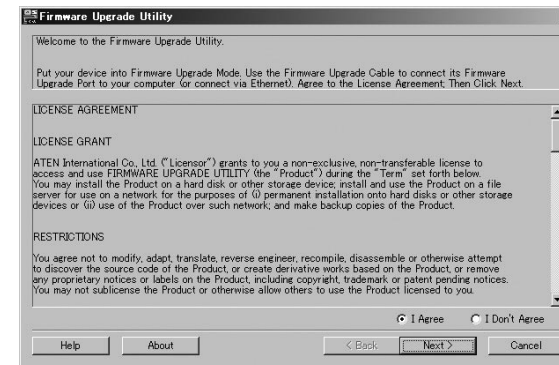 Firmware Upgrade Utility
Welcome to the Firmware Upgrade Utility.
Put your device into Firmware Upgrade Mode. Use the Firmware Upgrade Cable to connect its Firmware
Upgrade Port to your computer (or connect via Ethernet). Agree to the License Agreement; Then Click Next.
LICENSE AGREEMENT
LICENSE GRANT
ATEN International Co., Ltd. ("Licensor") grants to you a non-exclusive, non-transferable license to
access and use FIRMWARE UPGRADE UTILITY (the "Product") during the "Term" set forth below.
You may install the Product on a hard disk or other storage device; install and use the Product on a file
server for use on a network for the purposes of (i) permanent installation onto hard disks or other storage
devices or (ii) use of the Product over such network; and make backup copies of the Product.
RESTRICTIONS
You agree not to modify, adapt, translate, reverse engineer, recompile, disassemble or otherwise attempt
to discover the source code of the Product, or create derivative works based on the Product, or remove
any proprietary notices or labels on the Product, including copyright, trademark or patent pending notices.
You may not sublicense the Product or otherwise allow others to use the Product licensed to you.
I Agree I Don't Agree
Help About < Back Next > Cancel